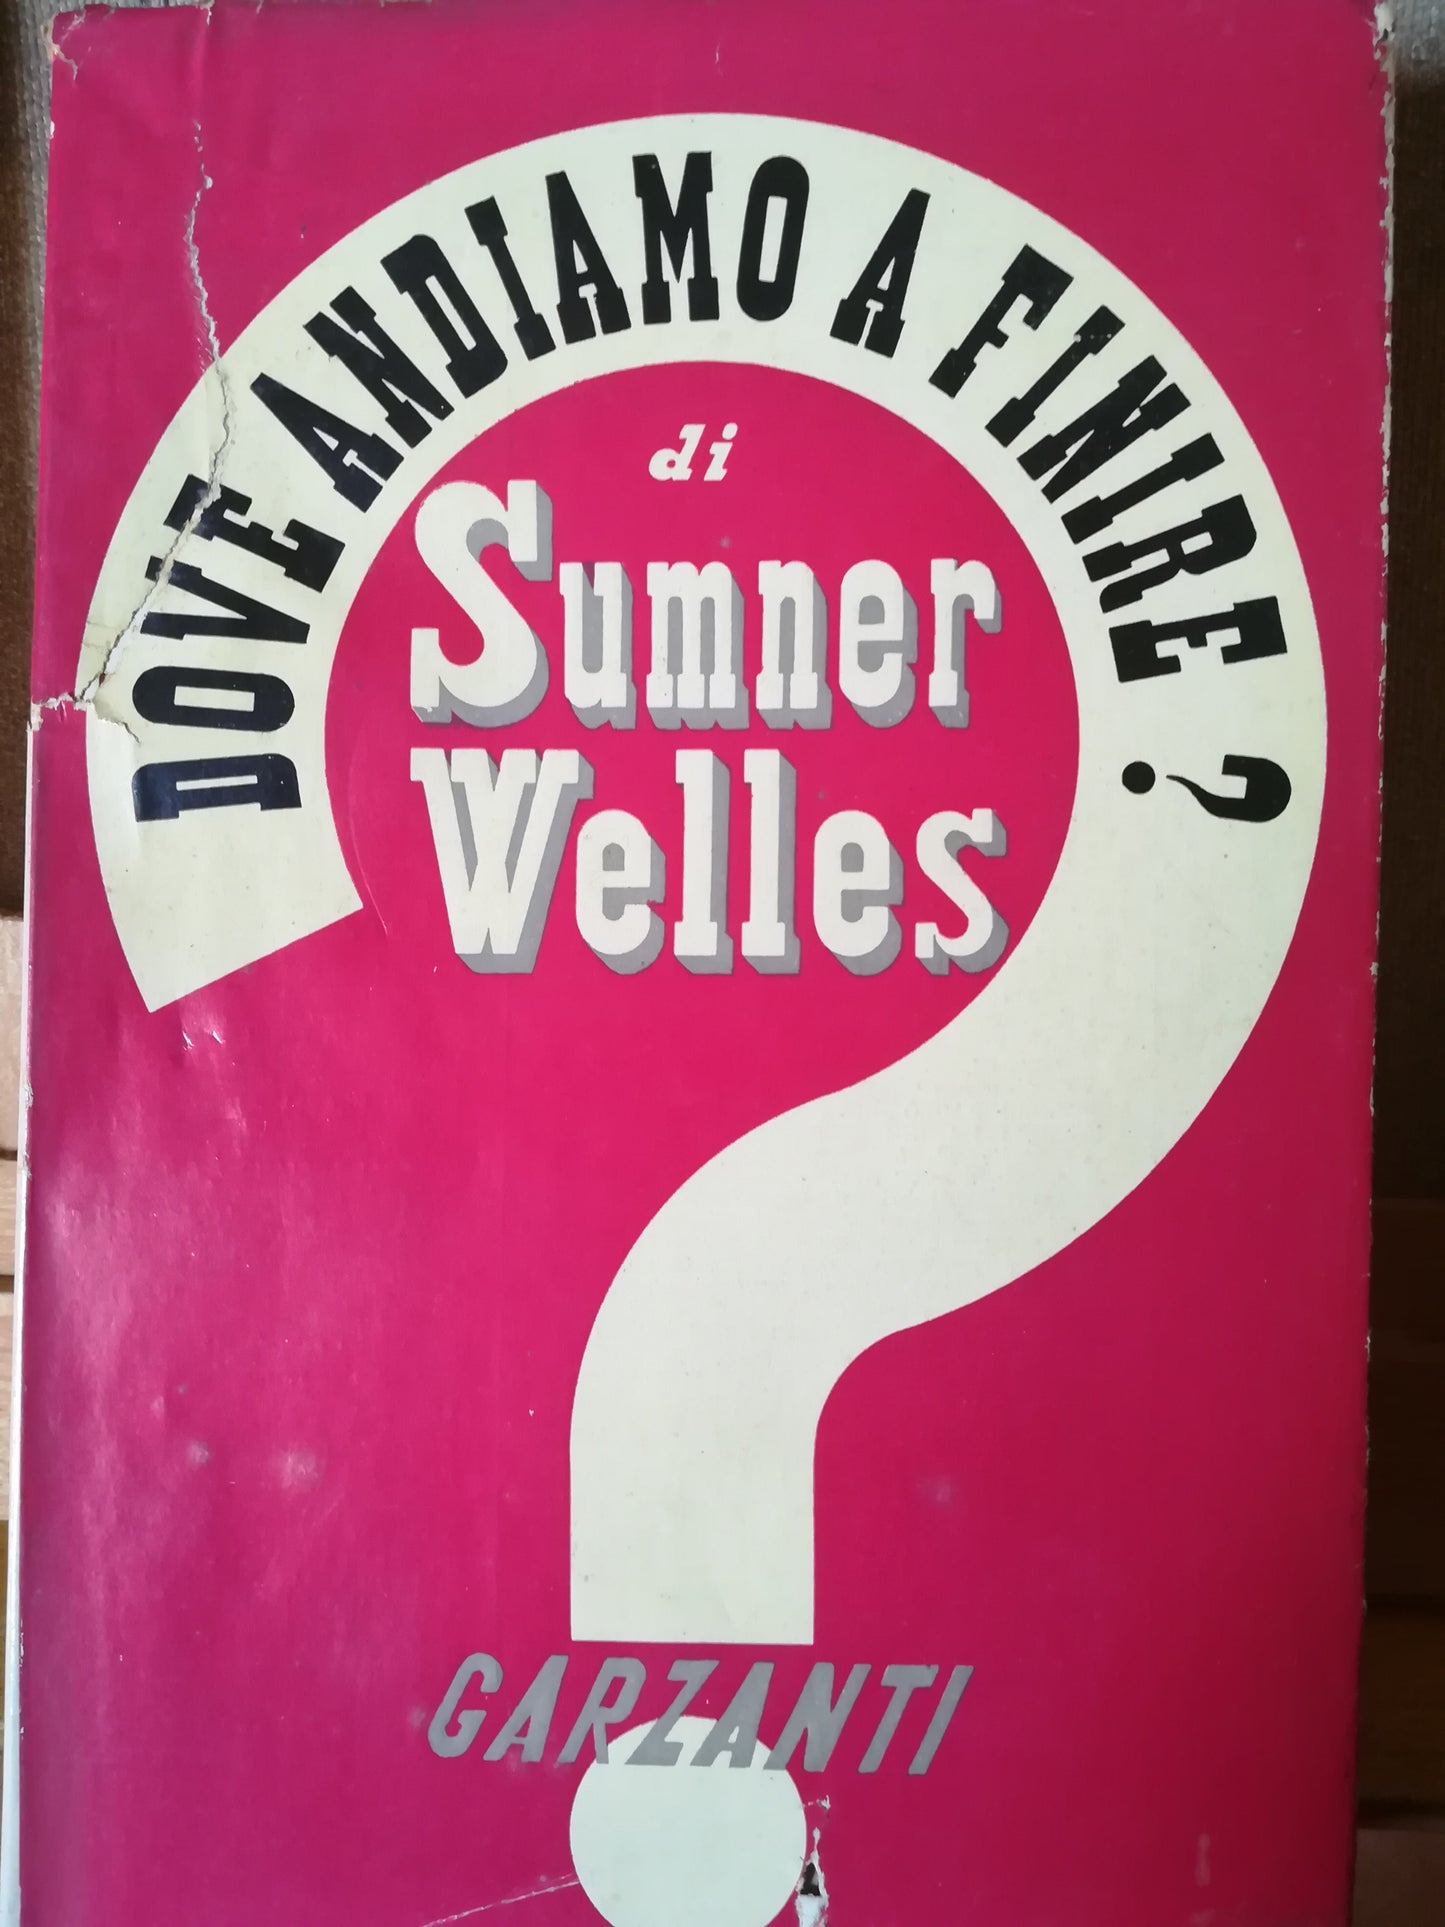 DOVE ANDIAMO A FINIRE ?
di
Sumner
Welles
GARZANTI